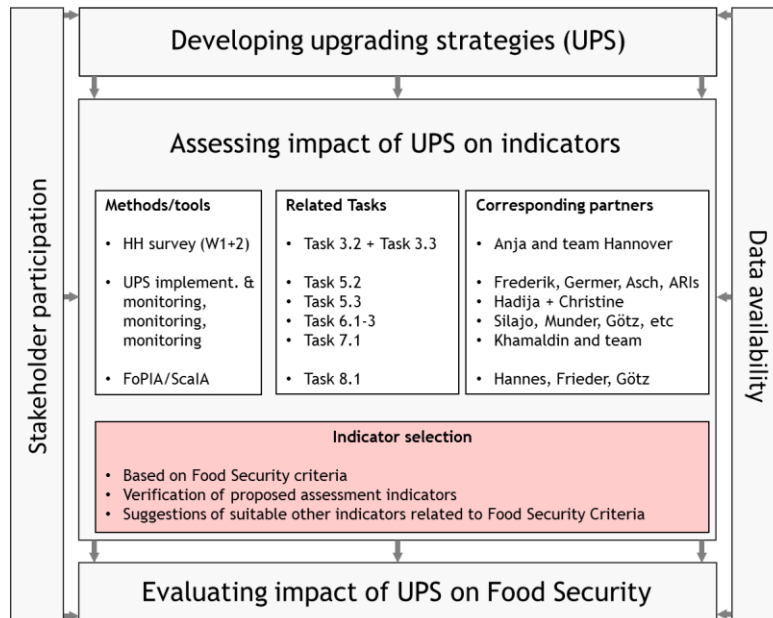 Developing upgrading strategies (UPS)
Stakeholder participation
Assessing impact of UPS on indicators
Methods/tools
• HH survey (W1+2)
• UPS implement. &
monitoring,
monitoring,
monitoring
• FoPIA/ScalA
Related Tasks
• Task 3.2 + Task 3.3
• Task 5.2
• Task 5.3
• Task 6.1-3
• Task 7.1
• Task 8.1
Corresponding partners
• Anja and team Hannover
• Frederik, Germer, Asch, ARIs
• Hadija + Christine
• Silajo, Munder, Götz, etc
• Khamaldin and team
• Hannes, Frieder, Götz
Data availability
Indicator selection
• Based on Food Security criteria
• Verification of proposed assessment indicators
• Suggestions of suitable other indicators related to Food Security Criteria
Evaluating impact of UPS on Food Security